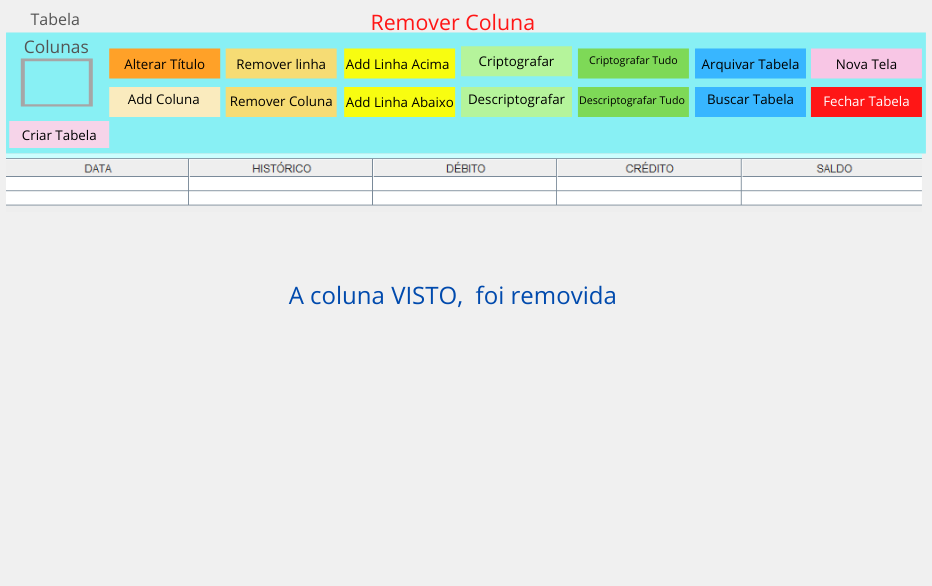 Tabela
Remover Coluna
Colunas
Alterar Título Remover linha Add Linha Acima Criptografar Criptografar Tudo Arquivar Tabela Nova Tela
Add Coluna Remover Coluna Add Linha Abaixo Descriptografar Descriptografar Tudo Buscar Tabela Fechar Tabela
Criar Tabela
DATA HISTÓRICO DÉBITO CRÉDITO SALDO
A coluna VISTO,  foi removida